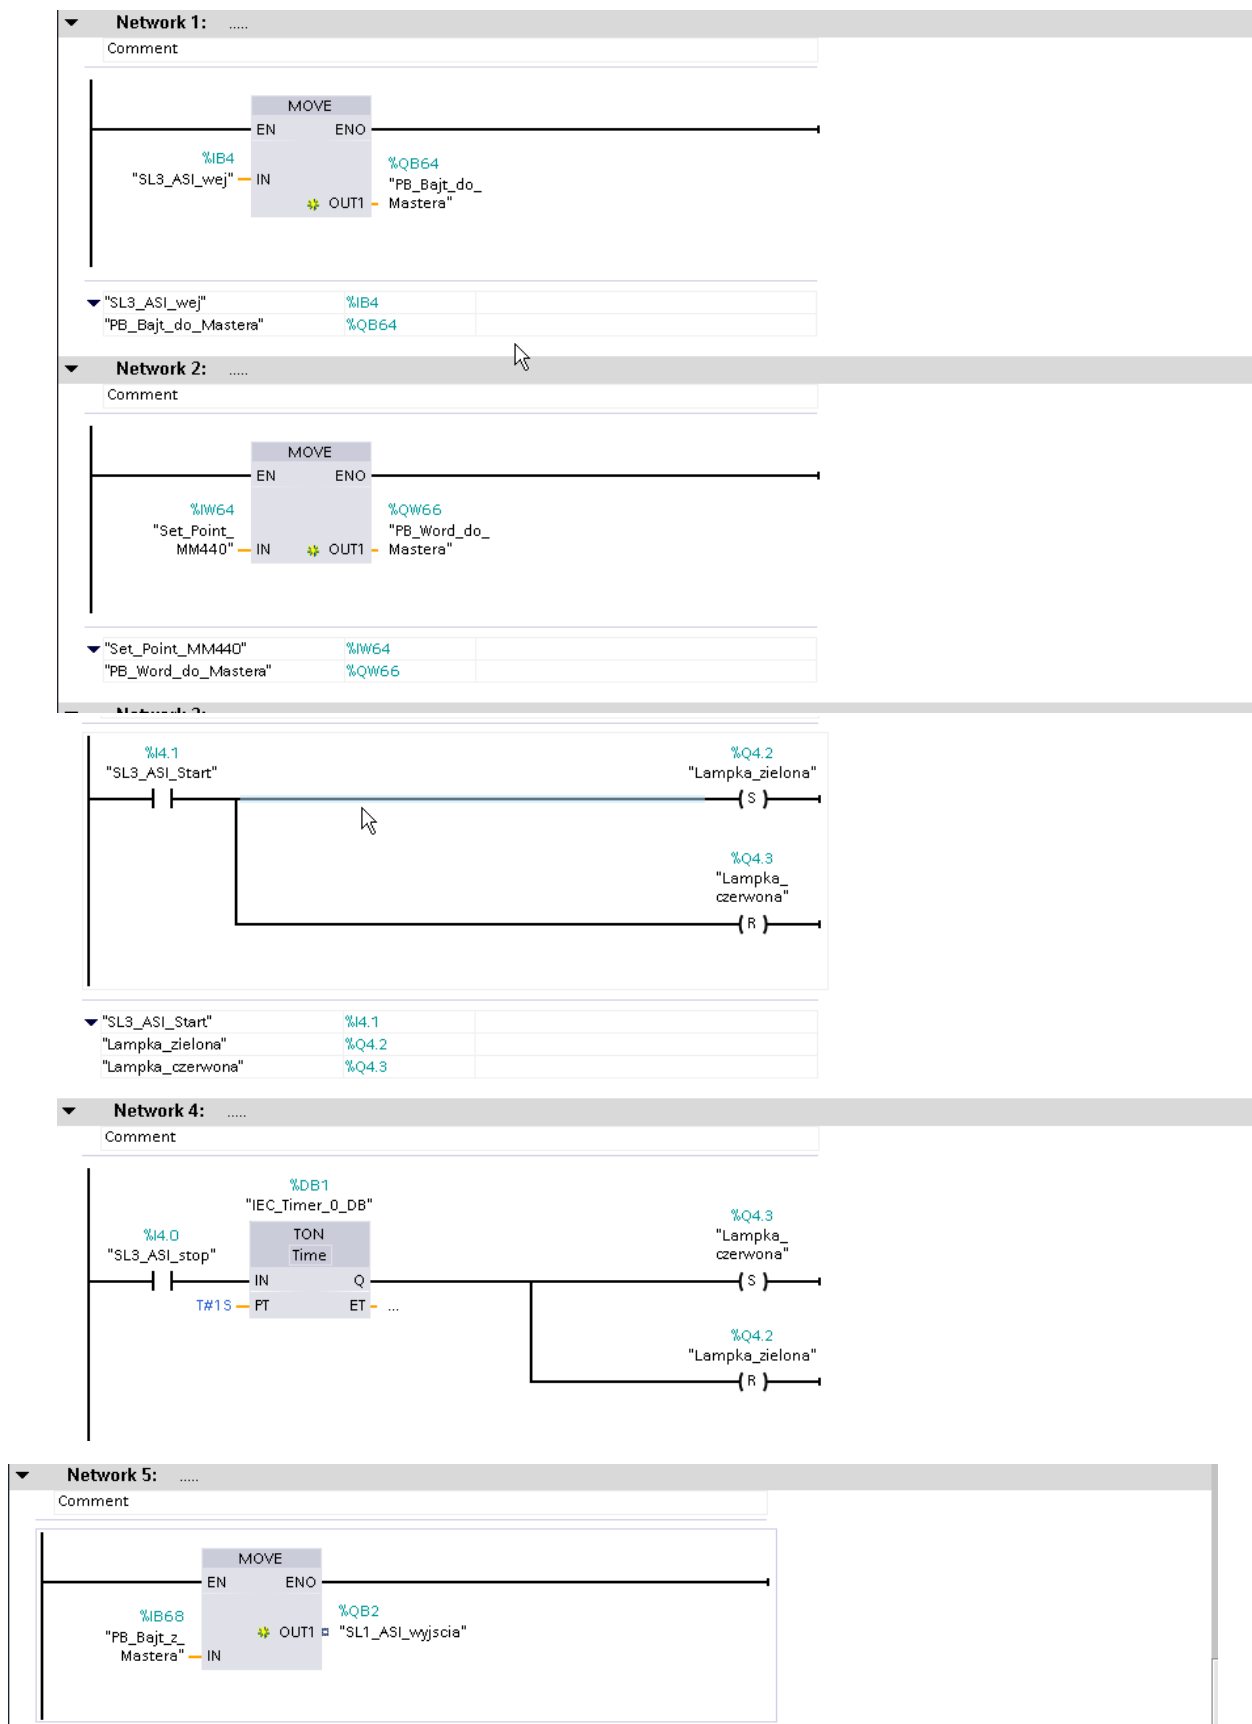 Network 1: .....
Comment
MOVE
EN ENO
%IB4
"SL3_ASI_wej" IN
%QB64
"PB_Bajt_do_
OUT1 Mastera"
"SL3_ASI_wej" %IB4
"PB_Bajt_do_Mastera" %QB64
Network 2: .....
Comment
MOVE
EN ENO
%IW64 %QW66
"Set_Point_ "PB_Word_do_
MM440" IN OUT1 Mastera"
"Set_Point_MM440" %IW64
"PB_Word_do_Mastera" %QW66
Network 3:
%I4.1 %Q4.2
"SL3_ASI_Start" "Lampka_zielona"
S
%Q4.3
"Lampka_
czerwona"
R
"SL3_ASI_Start" %I4.1
"Lampka_zielona" %Q4.2
"Lampka_czerwona" %Q4.3
Network 4: .....
Comment
%DB1
"IEC_Timer_0_DB"
%I4.0 TON
"SL3_ASI_stop" Time
%Q4.3
"Lampka_
czerwona"
IN Q S
T#1S PT ET ...
%Q4.2
"Lampka_zielona"
R
Network 5: .....
Comment
MOVE
EN ENO
%IB68 %QB2
"PB_Bajt_z_ OUT1 "SL1_ASI_wyjscia"
Mastera" IN